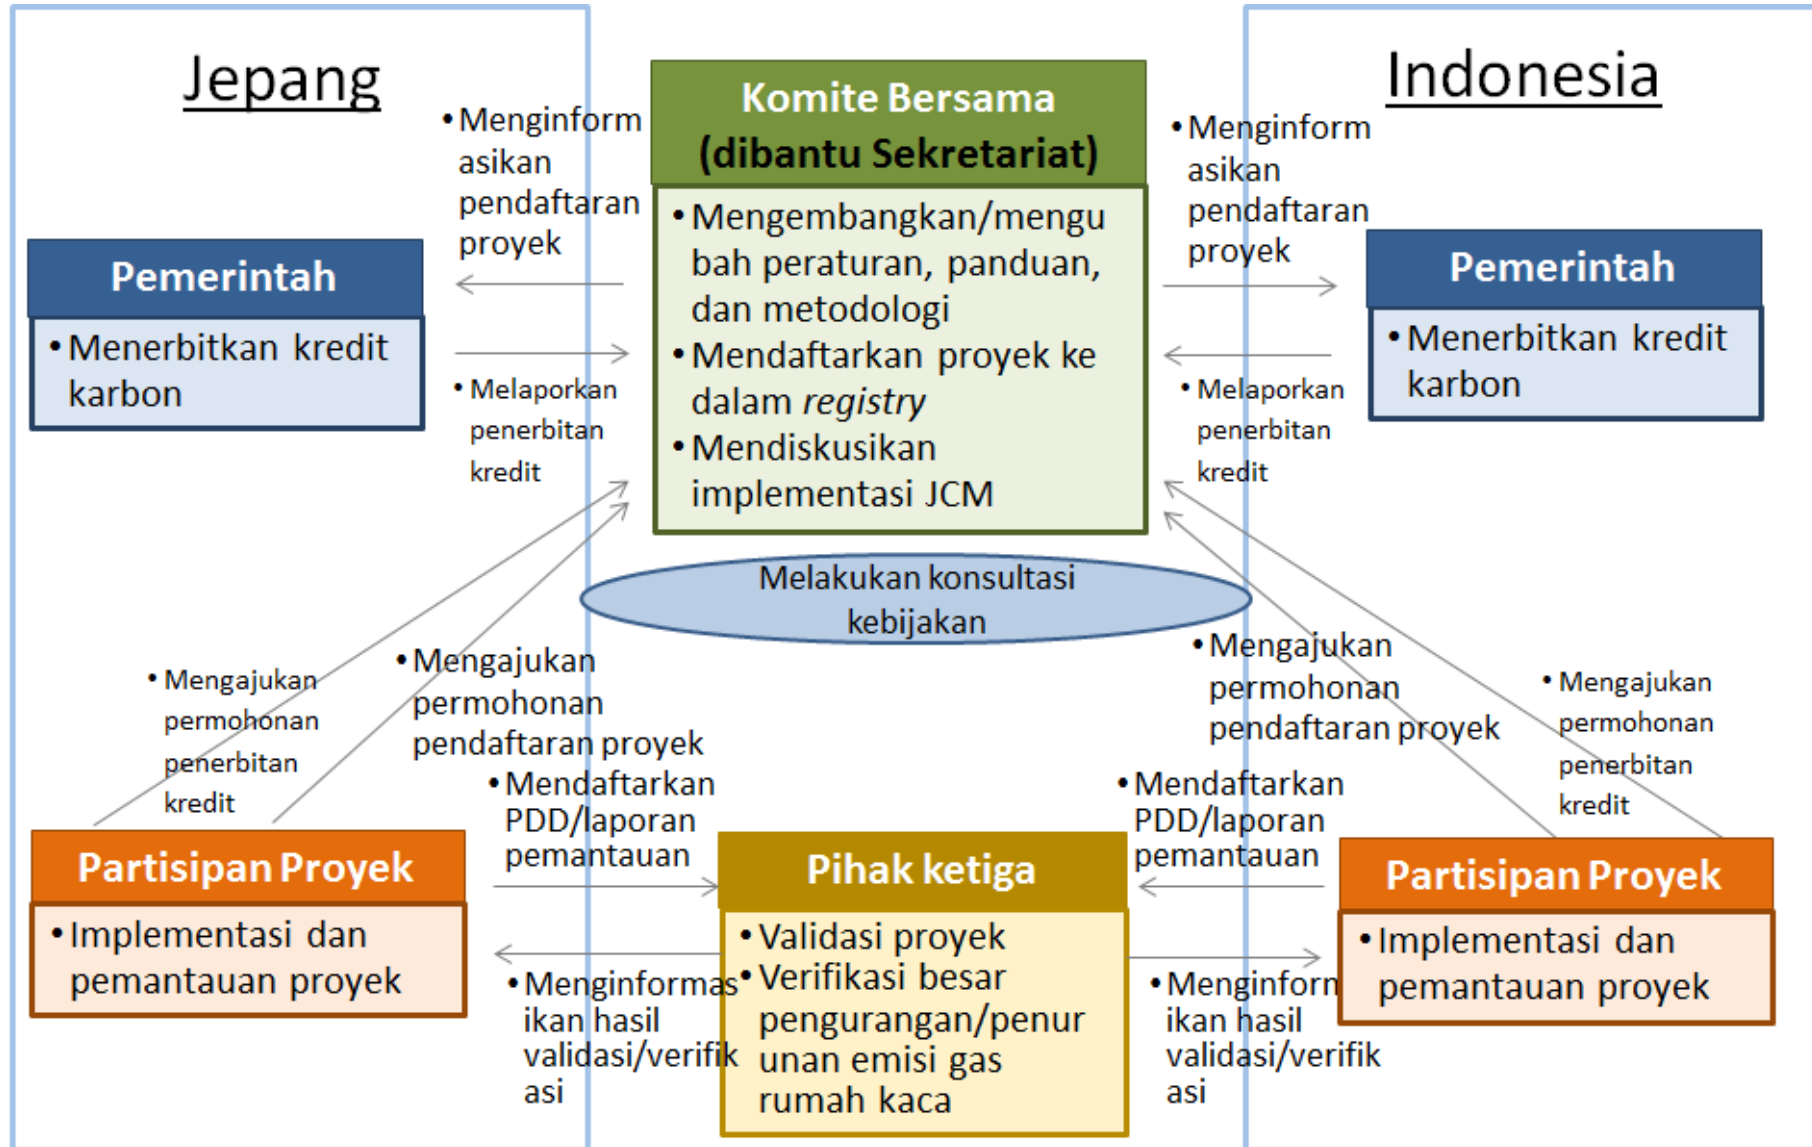 Jepang
Indonesia
Komite Bersama
(dibantu Sekretariat)
• Mengembangkan/mengu
bah peraturan, panduan,
dan metodologi
• Mendaftarkan proyek ke
dalam registry
• Mendiskusikan
implementasi JCM
• Menginform
asikan
pendaftaran
proyek
• Menginform
asikan
pendaftaran
proyek
Pemerintah
• Menerbitkan kredit
karbon
Pemerintah
• Menerbitkan kredit
karbon
• Melaporkan
penerbitan
kredit
• Melaporkan
penerbitan
kredit
Melakukan konsultasi
kebijakan
• Mengajukan
permohonan
penerbitan
kredit
• Mengajukan
permohonan
pendaftaran proyek
• Mengajukan
permohonan
pendaftaran proyek
• Mengajukan
permohonan
penerbitan
kredit
• Mendaftarkan
PDD/laporan
pemantauan
• Mendaftarkan
PDD/laporan
pemantauan
Partisipan Proyek
• Implementasi dan
pemantauan proyek
Pihak ketiga
• Validasi proyek
• Verifikasi besar
pengurangan/penur
unan emisi gas
rumah kaca
Partisipan Proyek
• Implementasi dan
pemantauan proyek
• Menginformas
ikan hasil
validasi/verifik
asi
• Menginform
ikan hasil
validasi/verifik
asi